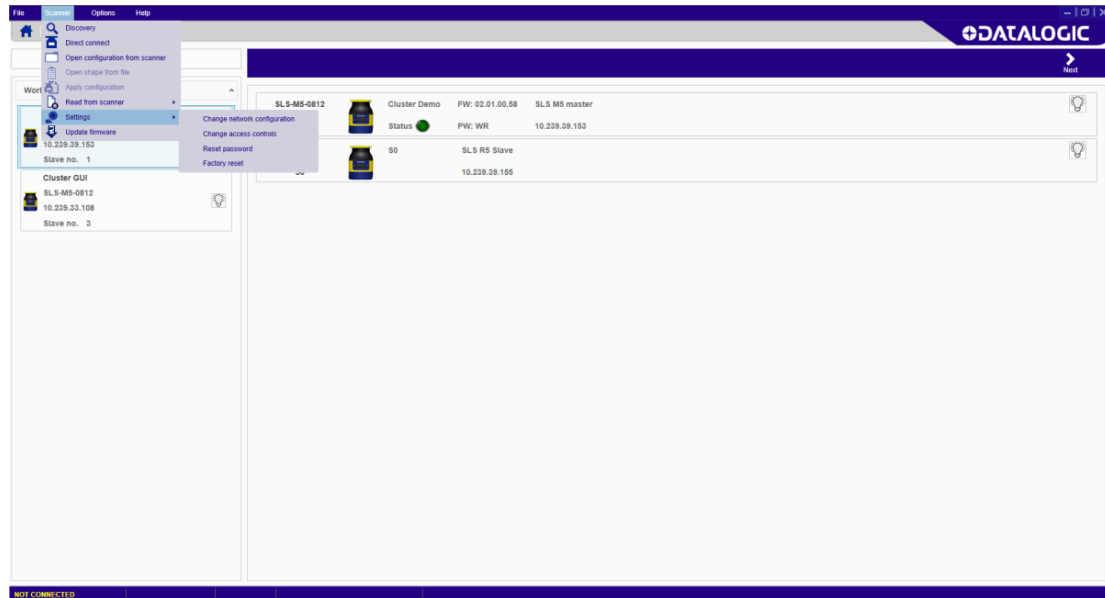 File Scanner Options Help
DATALOGIC
Discovery
Direct connect
Open configuration from scanner
Open shape from file
Apply configuration
Read from scanner
Settings
Update firmware
Change network configuration
Change access controls
Reset password
Factory reset
Next
10.239.39.153
Slave no. 1
Cluster GUI
SLS-M5-0812
10.239.33.108
Slave no. 3
SLS-M5-0812 Cluster Demo FW: 02.01.00.58 SLS M5 master
Status PW: WR 10.239.39.153
S0 SLS R5 Slave
10.239.39.155
NOT CONNECTED